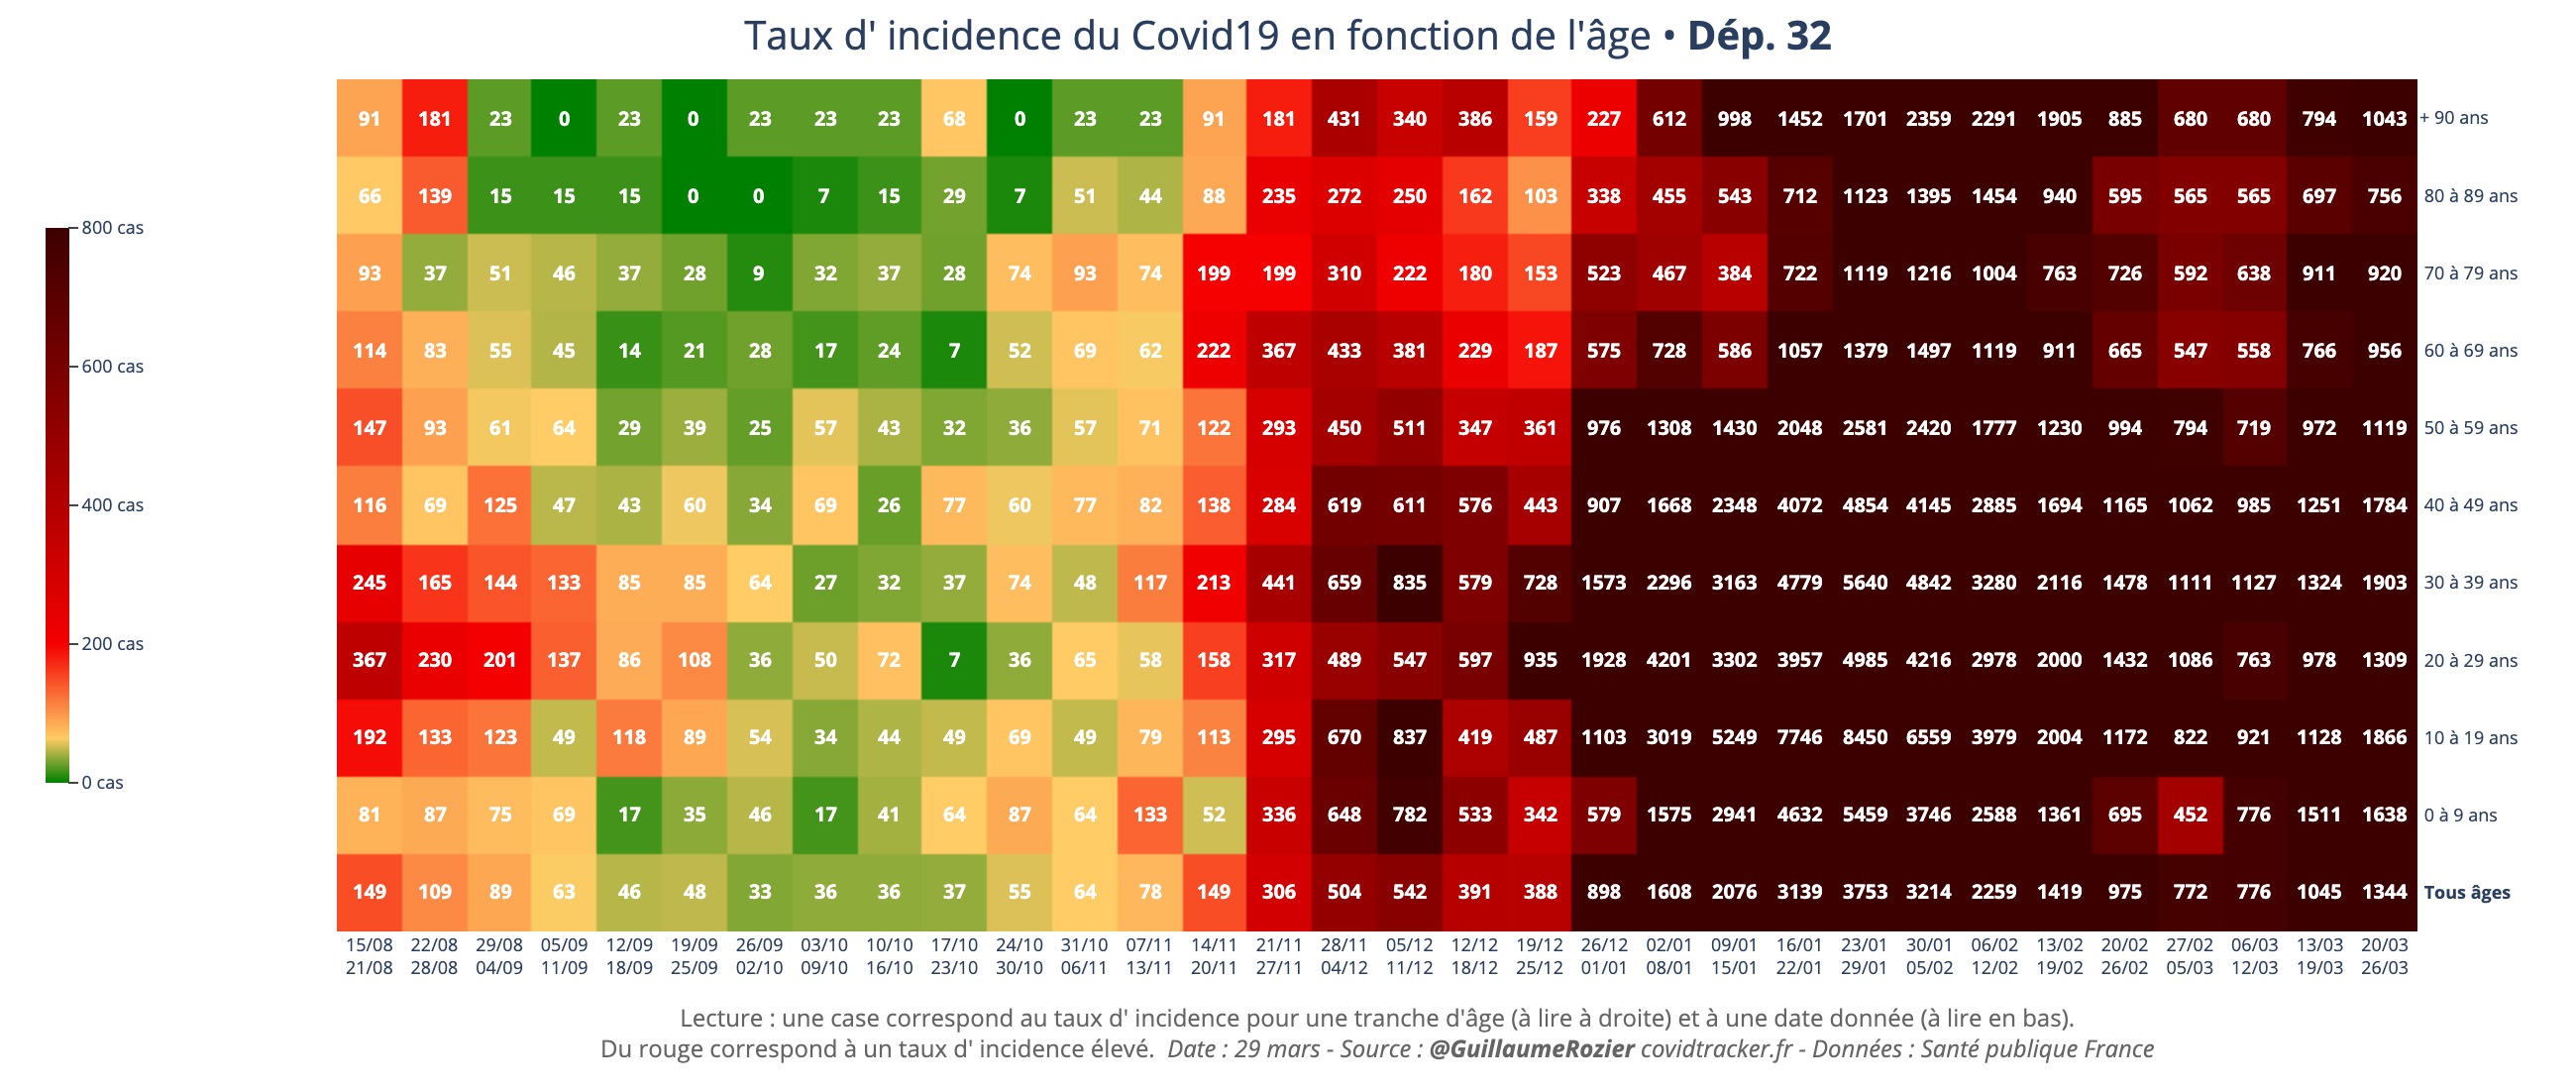 Taux d' incidence du Covid19 en fonction de l'âge • Dép. 32
91 181 23 0 23 0 23 23 23 68 0 23 23 91 181 431 340 386 159 227 612 998 1452 1701 2359 2291 1905 885 680 680 794 1043 + 90 ans
66 139 15 15 15 0 0 7 15 29 7 51 44 88 235 272 250 162 103 338 455 543 712 1123 1395 1454 940 595 565 565 697 756 80 à 89 ans
93 37 51 46 37 28 9 32 37 28 74 93 74 199 199 310 222 180 153 523 467 384 722 1119 1216 1004 763 726 592 638 911 920 70 à 79 ans
114 83 55 45 14 21 28 17 24 7 52 69 62 222 367 433 381 229 187 575 728 586 1057 1379 1497 1119 911 665 547 558 766 956 60 à 69 ans
147 93 61 64 29 39 25 57 43 32 36 57 71 122 293 450 511 347 361 976 1308 1430 2048 2581 2420 1777 1230 994 794 719 972 1119 50 à 59 ans
116 69 125 47 43 60 34 69 26 77 60 77 82 138 284 619 611 576 443 907 1668 2348 4072 4854 4145 2885 1694 1165 1062 985 1251 1784 40 à 49 ans
245 165 144 133 85 85 64 27 32 37 74 48 117 213 441 659 835 579 728 1573 2296 3163 4779 5640 4842 3280 2116 1478 1111 1127 1324 1903 30 à 39 ans
367 230 201 137 86 108 36 50 72 7 36 65 58 158 317 489 547 597 935 1928 4201 3302 3957 4985 4216 2978 2000 1432 1086 763 978 1309 20 à 29 ans
192 133 123 49 118 89 54 34 44 49 69 49 79 113 295 670 837 419 487 1103 3019 5249 7746 8450 6559 3979 2004 1172 822 921 1128 1866 10 à 19 ans
81 87 75 69 17 35 46 17 41 64 87 64 133 52 336 648 782 533 342 579 1575 2941 4632 5459 3746 2588 1361 695 452 776 1511 1638 0 à 9 ans
149 109 89 63 46 48 33 36 36 37 55 64 78 149 306 504 542 391 388 898 1608 2076 3139 3753 3214 2259 1419 975 772 776 1045 1344 Tous âges
15/08 22/08 29/08 05/09 12/09 19/09 26/09 03/10 10/10 17/10 24/10 31/10 07/11 14/11 21/11 28/11 05/12 12/12 19/12 26/12 02/01 09/01 16/01 23/01 30/01 06/02 13/02 20/02 27/02 06/03 13/03 20/03
21/08 28/08 04/09 11/09 18/09 25/09 02/10 09/10 16/10 23/10 30/10 06/11 13/11 20/11 27/11 04/12 11/12 18/12 25/12 01/01 08/01 15/01 22/01 29/01 05/02 12/02 19/02 26/02 05/03 12/03 19/03 26/03
800 cas
600 cas
400 cas
200 cas
0 cas
Lecture : une case correspond au taux d' incidence pour une tranche d'âge (à lire à droite) et à une date donnée (à lire en bas).
Du rouge correspond à un taux d' incidence élevé. Date : 29 mars - Source : @GuillaumeRozier covidtracker.fr - Données : Santé publique France